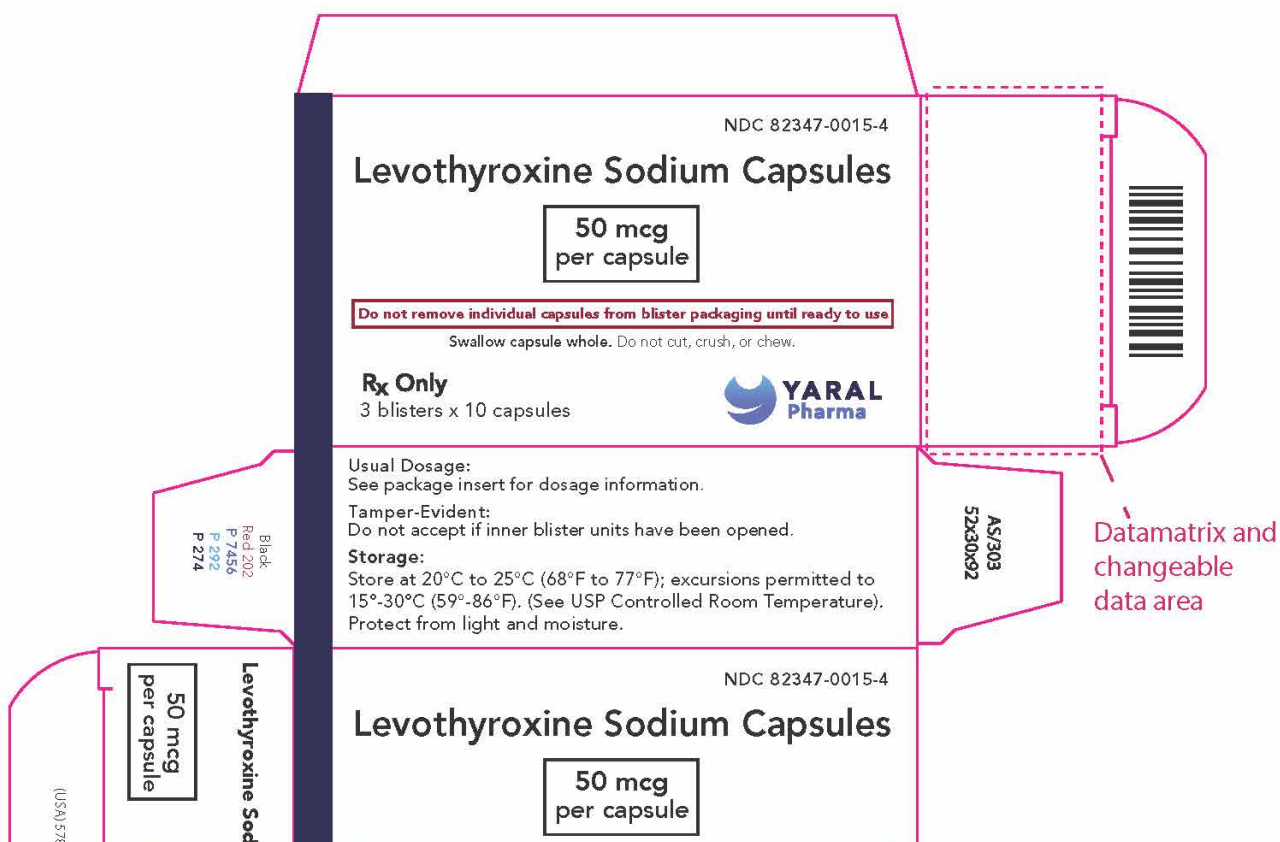 NDC 82347-0015-4
Levothyroxine Sodium Capsules
50 mcg
per capsule
Do not remove individual capsules from blister packaging until ready to use
Swallow capsule whole. Do not cut, crush, or chew.
Rx Only
3 blisters x 10 capsules
YARAL
Pharma
Usual Dosage:
See package insert for dosage information.
Tamper-Evident:
Do not accept if inner blister units have been opened.
Storage:
Store at 20°C to 25°C (68°F to 77°F); excursions permitted to
15°-30°C (59°-86°F). (See USP Controlled Room Temperature).
Protect from light and moisture.
Black
Red 202
P 7456
P 292
P 274
AS/303
52x30x92
Datamatrix and
changeable
data area
NDC 82347-0015-4
Levothyroxine Sodium Capsules
50 mcg
per capsule
Levothyroxine Sod
50 mcg
per capsule
(USA) 578